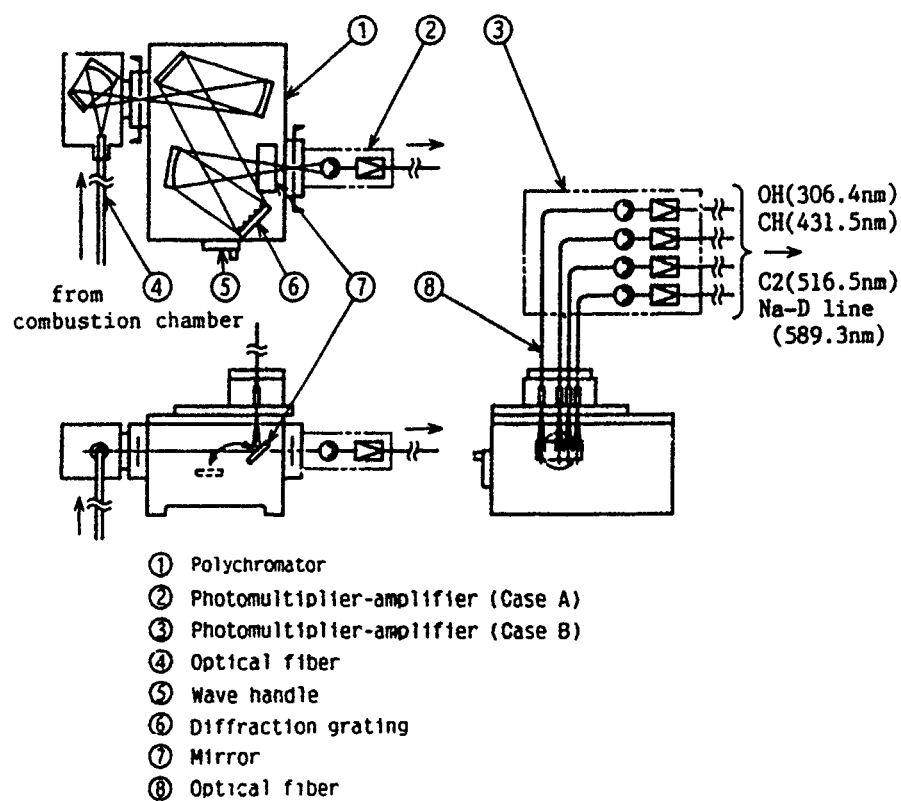 ① ② ③
OH(306.4nm)
CH(431.5nm)
C2(516.5nm)
Na-D line
(589.3nm)
④ ⑤ ⑥ ⑦ ⑧
from
combustion chamber
① Polychromator
② Photomultiplier-amplifier (Case A)
③ Photomultiplier-amplifier (Case B)
④ Optical fiber
⑤ Wave handle
⑥ Diffraction grating
⑦ Mirror
⑧ Optical fiber